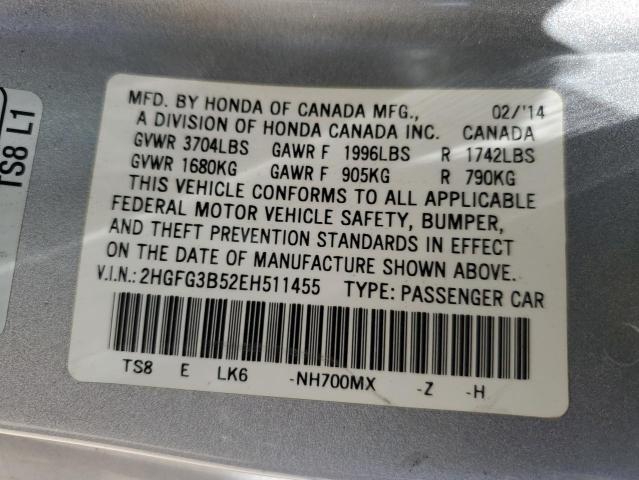 MFD. BY HONDA OF CANADA MFG., 02/'14
A DIVISION OF HONDA CANADA INC. CANADA
GVWR 3704LBS GAWR F 1996LBS R 1742LBS
GVWR 1680KG GAWR F 905KG R 790KG
THIS VEHICLE CONFORMS TO ALL APPLICABLE
FEDERAL MOTOR VEHICLE SAFETY, BUMPER,
AND THEFT PREVENTION STANDARDS IN EFFECT
ON THE DATE OF MANUFACTURE SHOWN ABOVE.
V.I.N.: 2HGFG3B52EH511455 TYPE: PASSENGER CAR
TS8 E LK6 -NH700MX -Z -H
TS8 L1